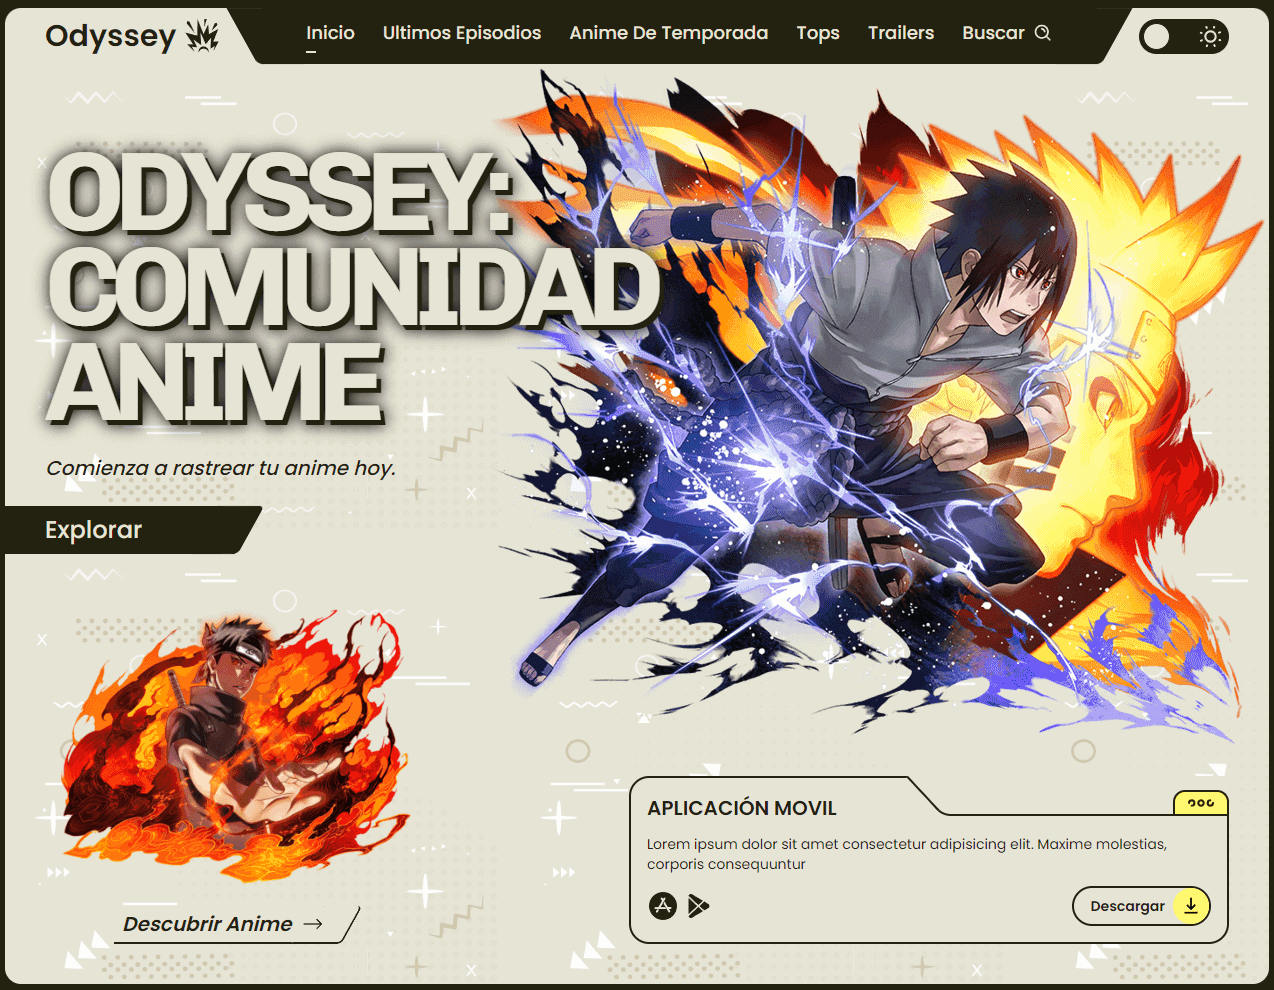 Odyssey
Inicio Ultimos Episodios Anime De Temporada Tops Trailers Buscar
ODYSSEY:
COMUNIDAD
ANIME
Comienza a rastrear tu anime hoy.
Explorar
Descubrir Anime
APLICACIÓN MOVIL
Lorem ipsum dolor sit amet consectetur adipisicing elit. Maxime molestias,
corporis consequuntur
Descargar